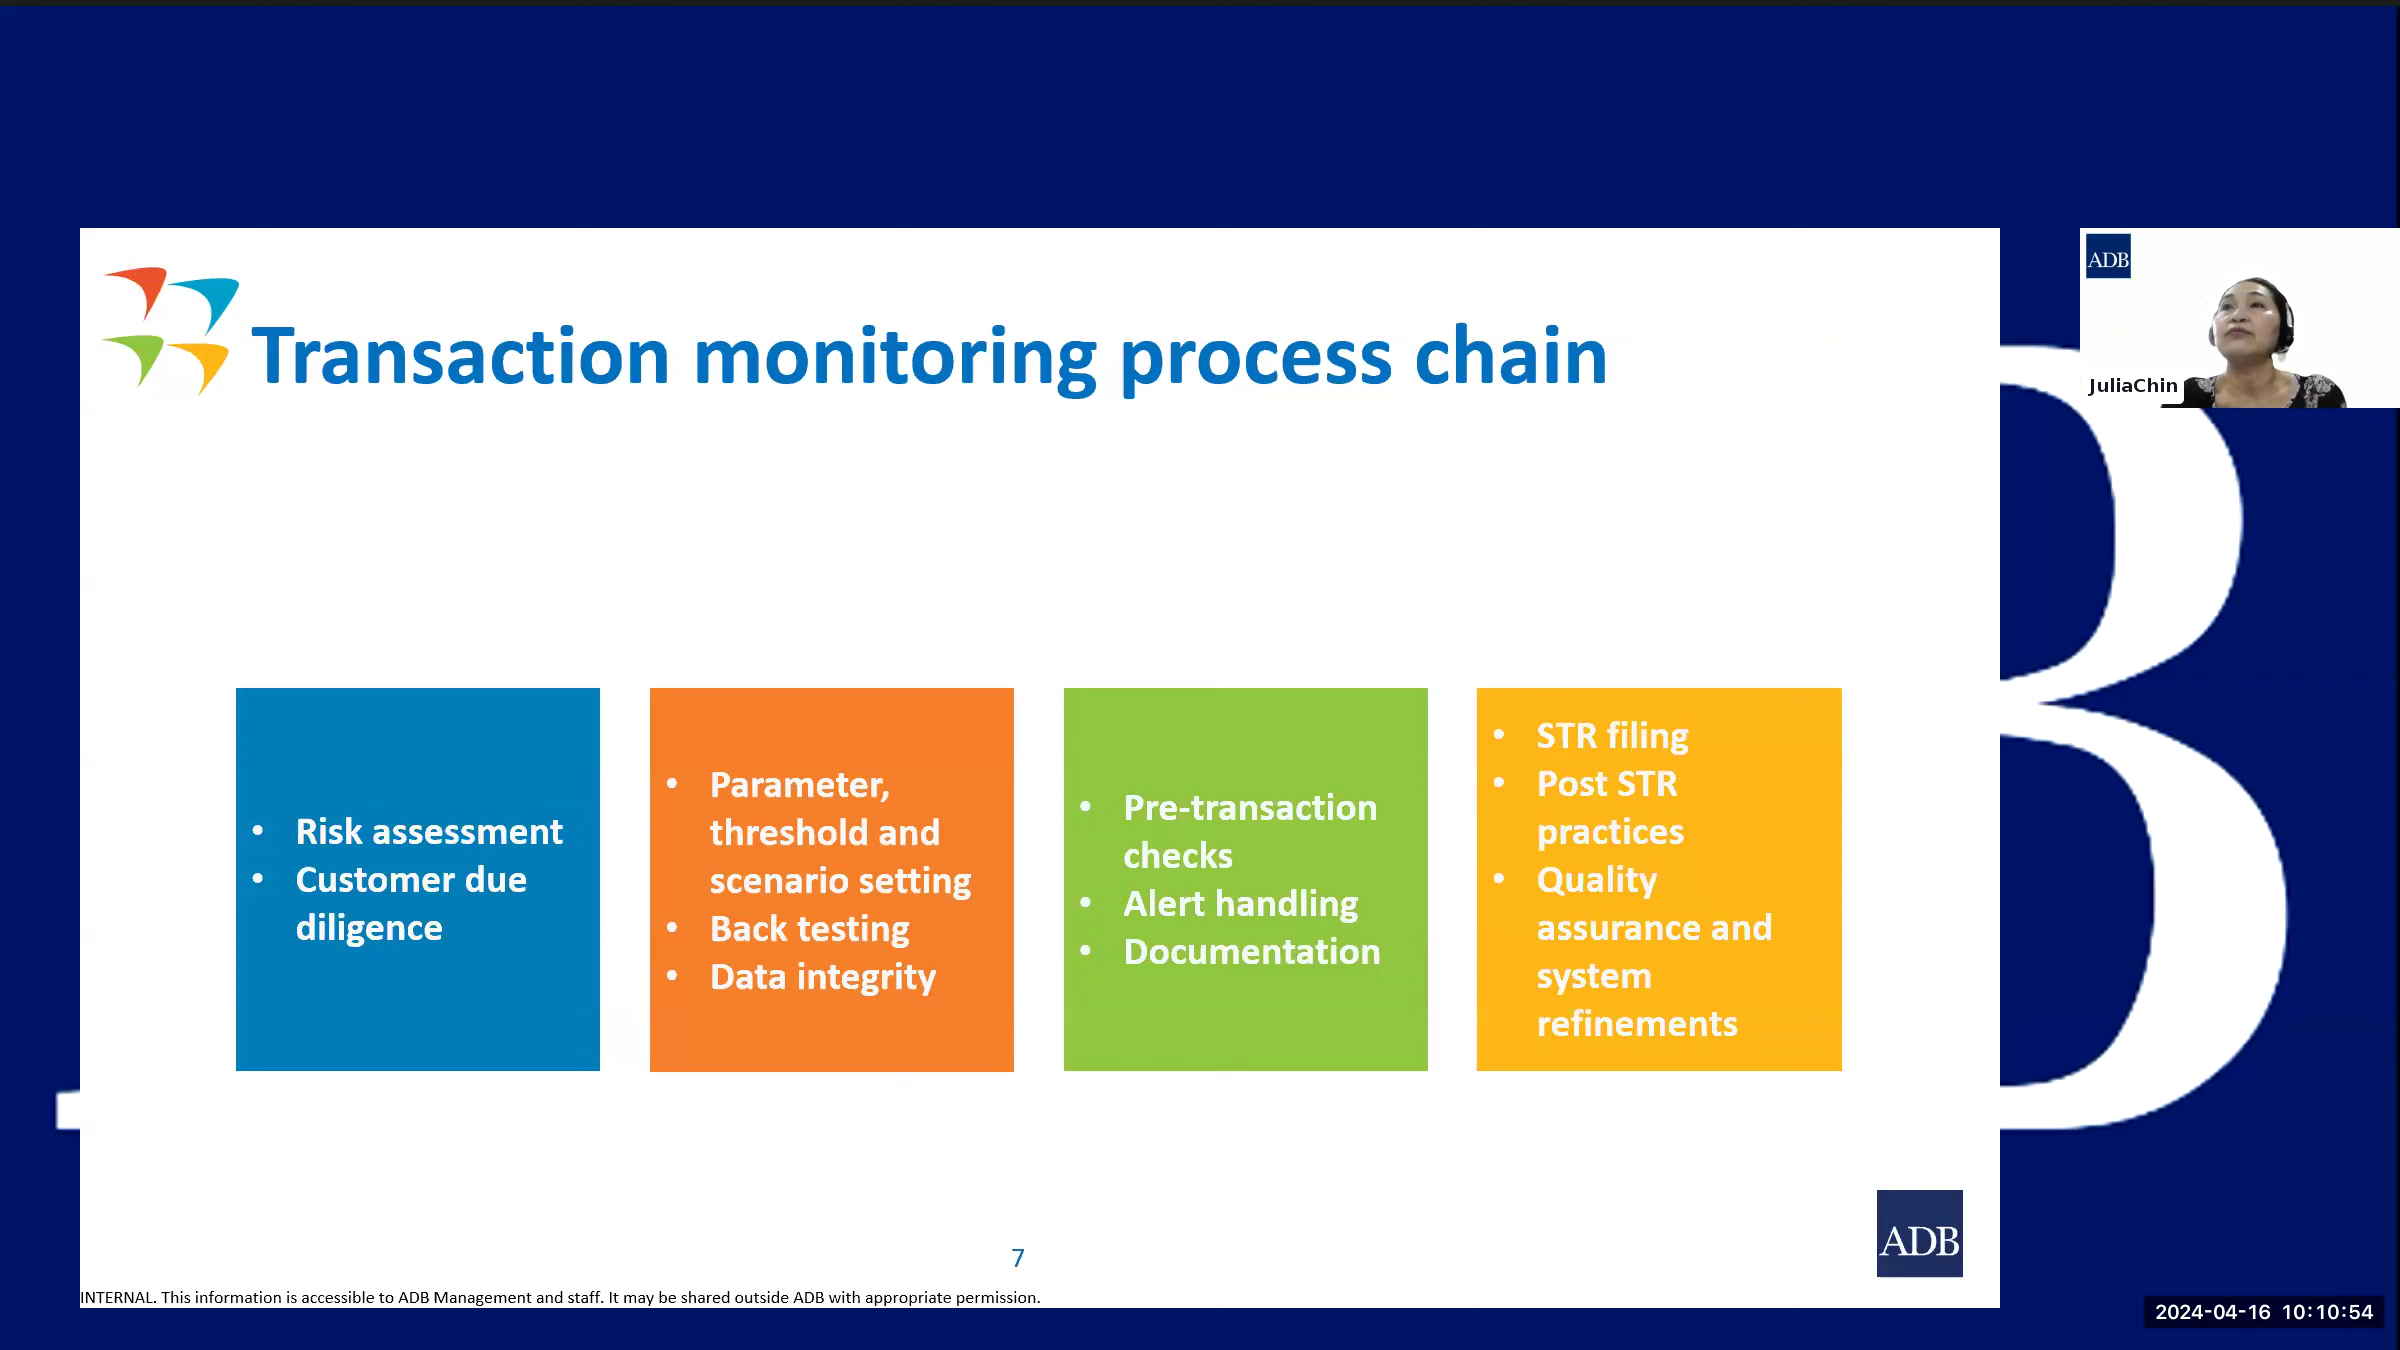 Transaction monitoring process chain
ADB
JuliaChin
• Risk assessment
• Customer due
diligence
• Parameter,
threshold and
scenario setting
• Back testing
• Data integrity
• Pre-transaction
checks
• Alert handling
• Documentation
• STR filing
• Post STR
practices
• Quality
assurance and
system
refinements
ADB
7
INTERNAL. This information is accessible to ADB Management and staff. It may be shared outside ADB with appropriate permission.
2024-04-16 10:10:54